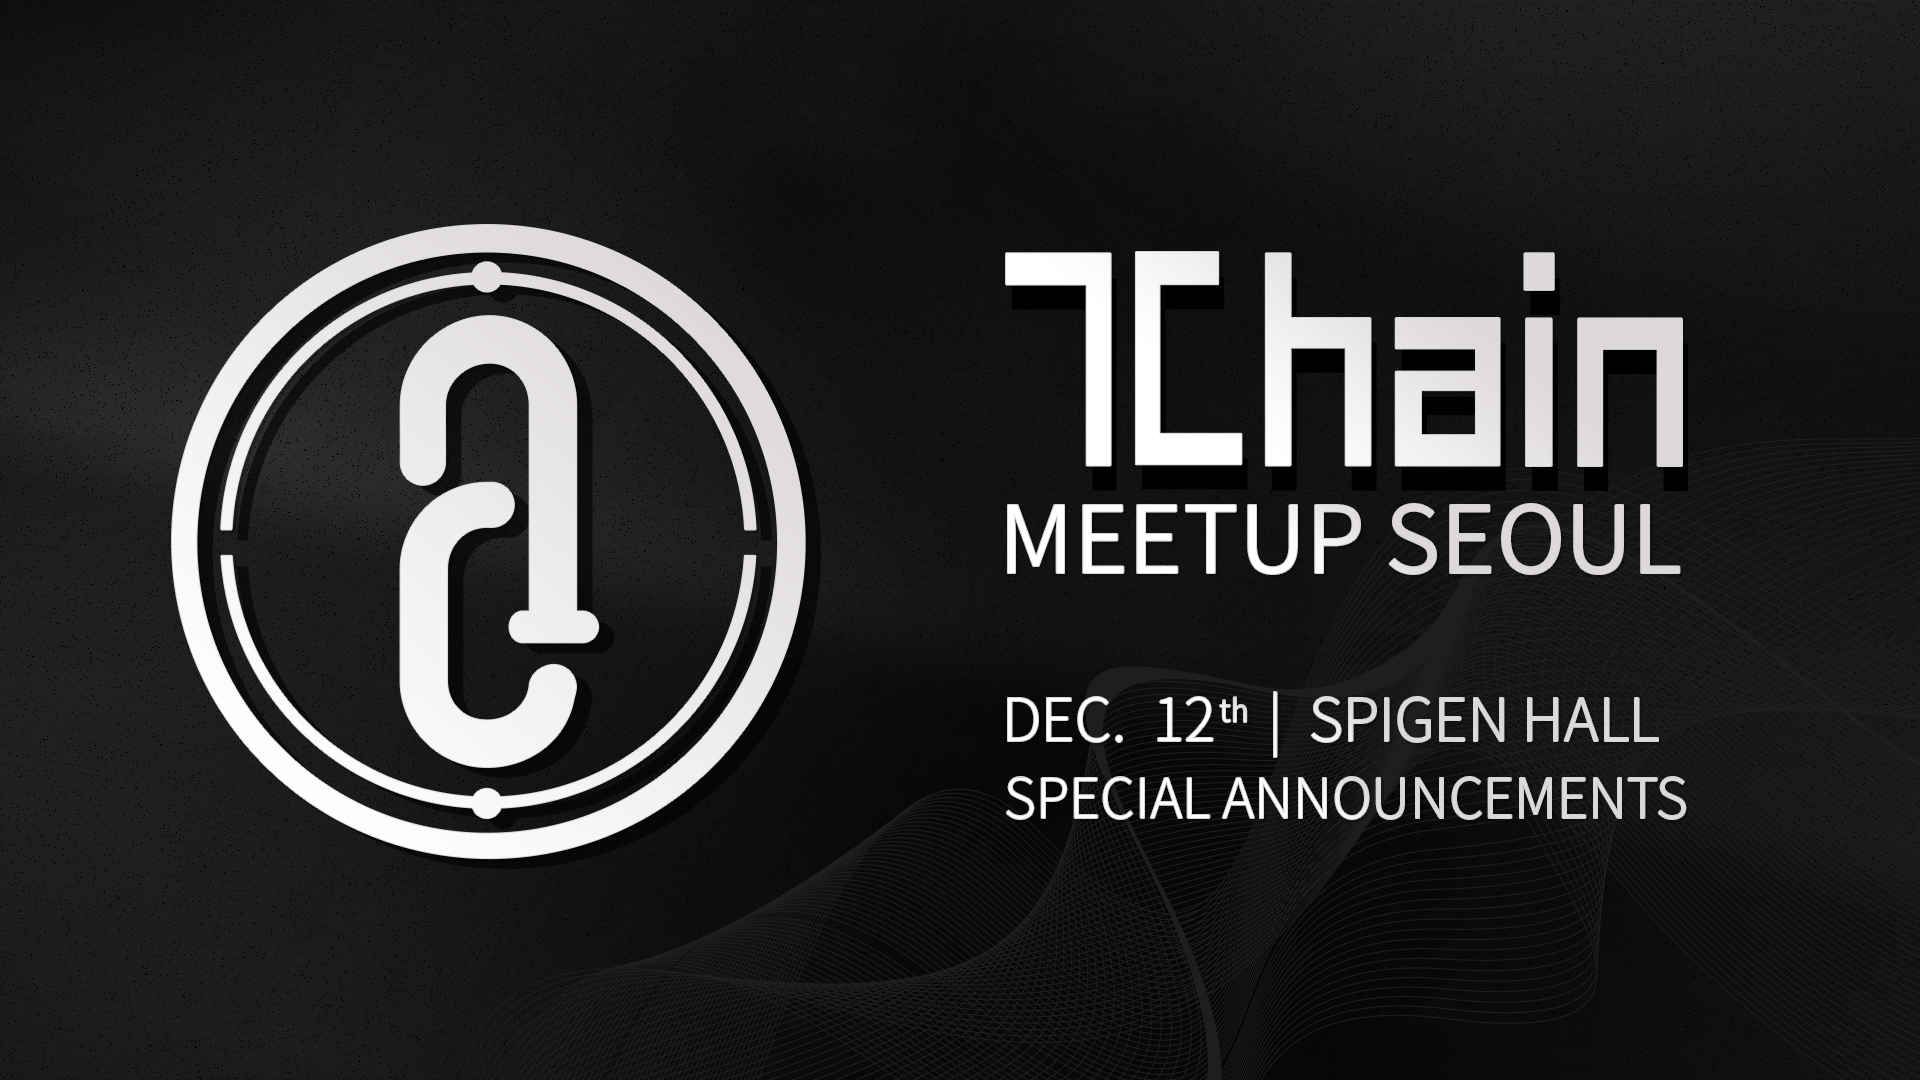 7Chain
MEETUP SEOUL
DEC. 12th | SPIGEN HALL
SPECIAL ANNOUNCEMENTS